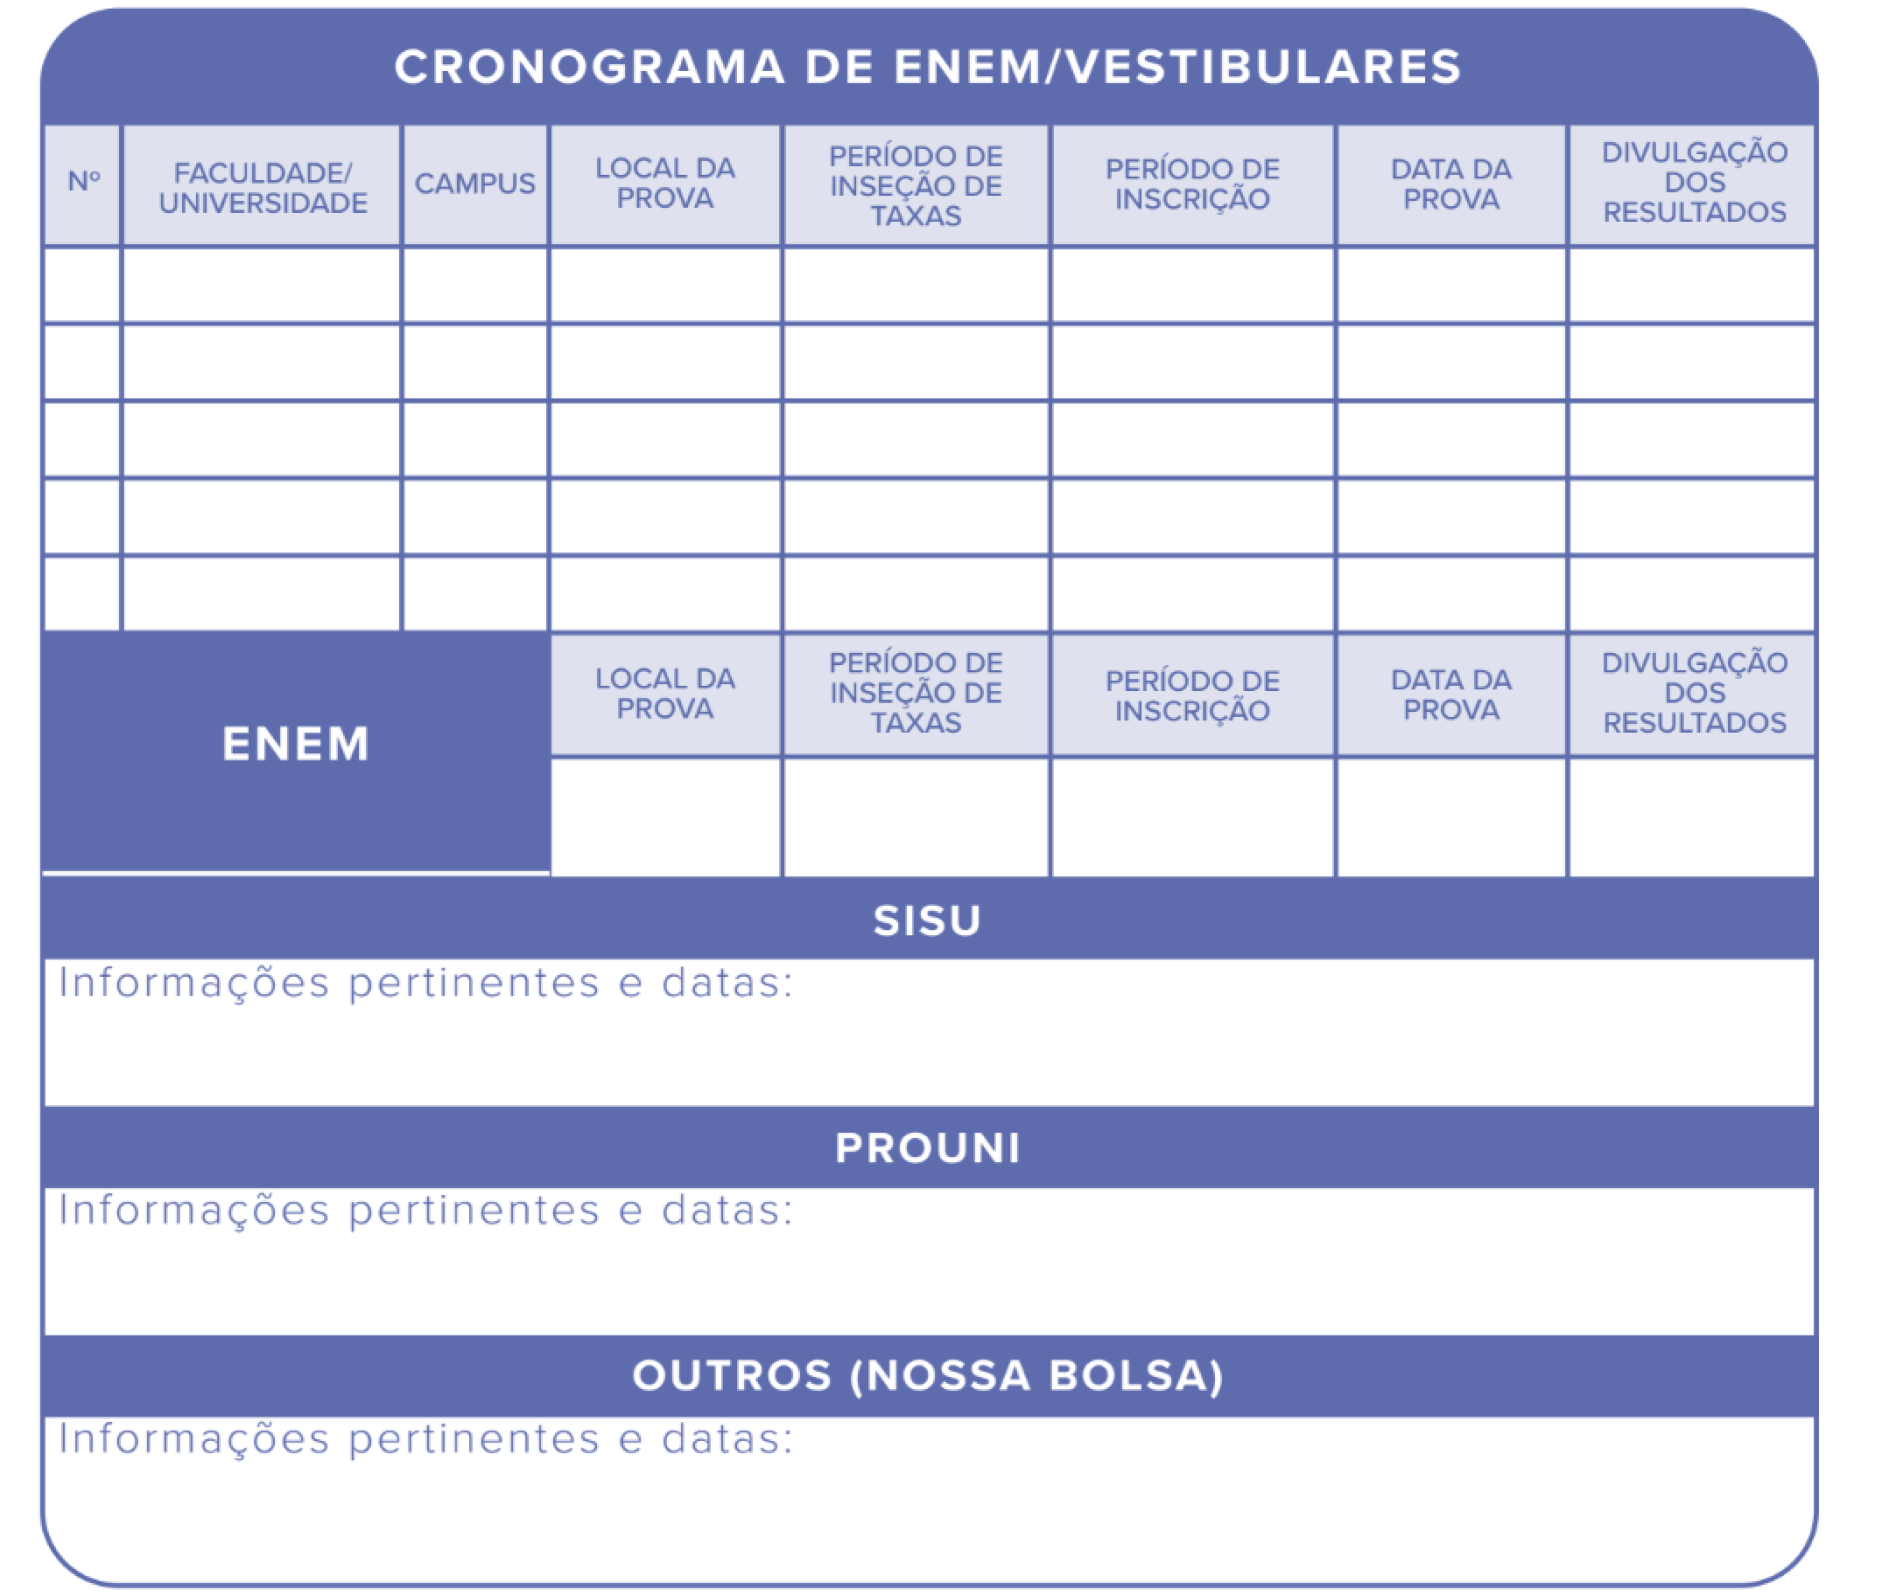 CRONOGRAMA DE ENEM/VESTIBULARES
Nº
FACULDADE/
UNIVERSIDADE
CAMPUS
LOCAL DA
PROVA
PERÍODO DE
INSEÇÃO DE
TAXAS
PERÍODO DE
INSCRIÇÃO
DATA DA
PROVA
DIVULGAÇÃO
DOS
RESULTADOS
ENEM
LOCAL DA
PROVA
PERÍODO DE
INSEÇÃO DE
TAXAS
PERÍODO DE
INSCRIÇÃO
DATA DA
PROVA
DIVULGAÇÃO
DOS
RESULTADOS
SISU
Informações pertinentes e datas:
PROUNI
Informações pertinentes e datas:
OUTROS (NOSSA BOLSA)
Informações pertinentes e datas: